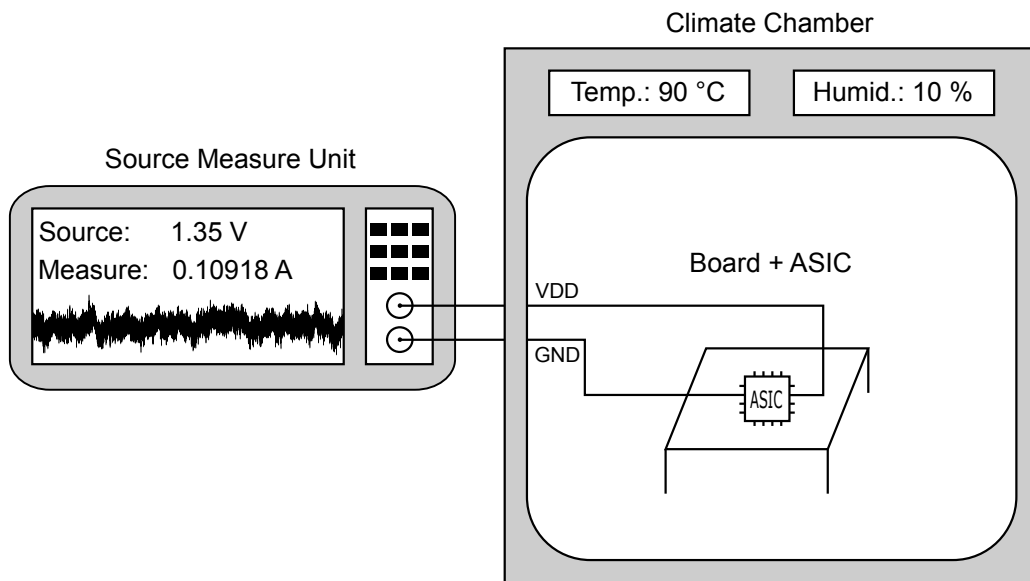 Climate Chamber
Temp.: 90 °C
Humid.: 10 %
Source Measure Unit
Source: 1.35 V
Measure: 0.10918 A
Board + ASIC
VDD
GND
ASIC